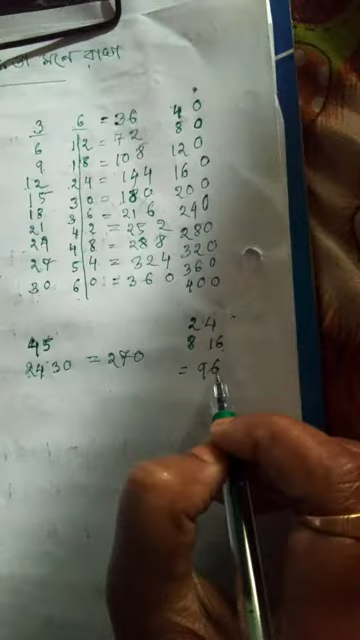 মনে রাখা
3 6 = 36 40
6 12 = 72 80
9 18 = 108 120
12 24 = 144 160
15 30 = 180 200
18 36 = 216 240
21 42 = 252 280
24 48 = 288 320
27 54 = 324 360
30 60 = 360 400
45 24
2430 = 270 8 16
= 96